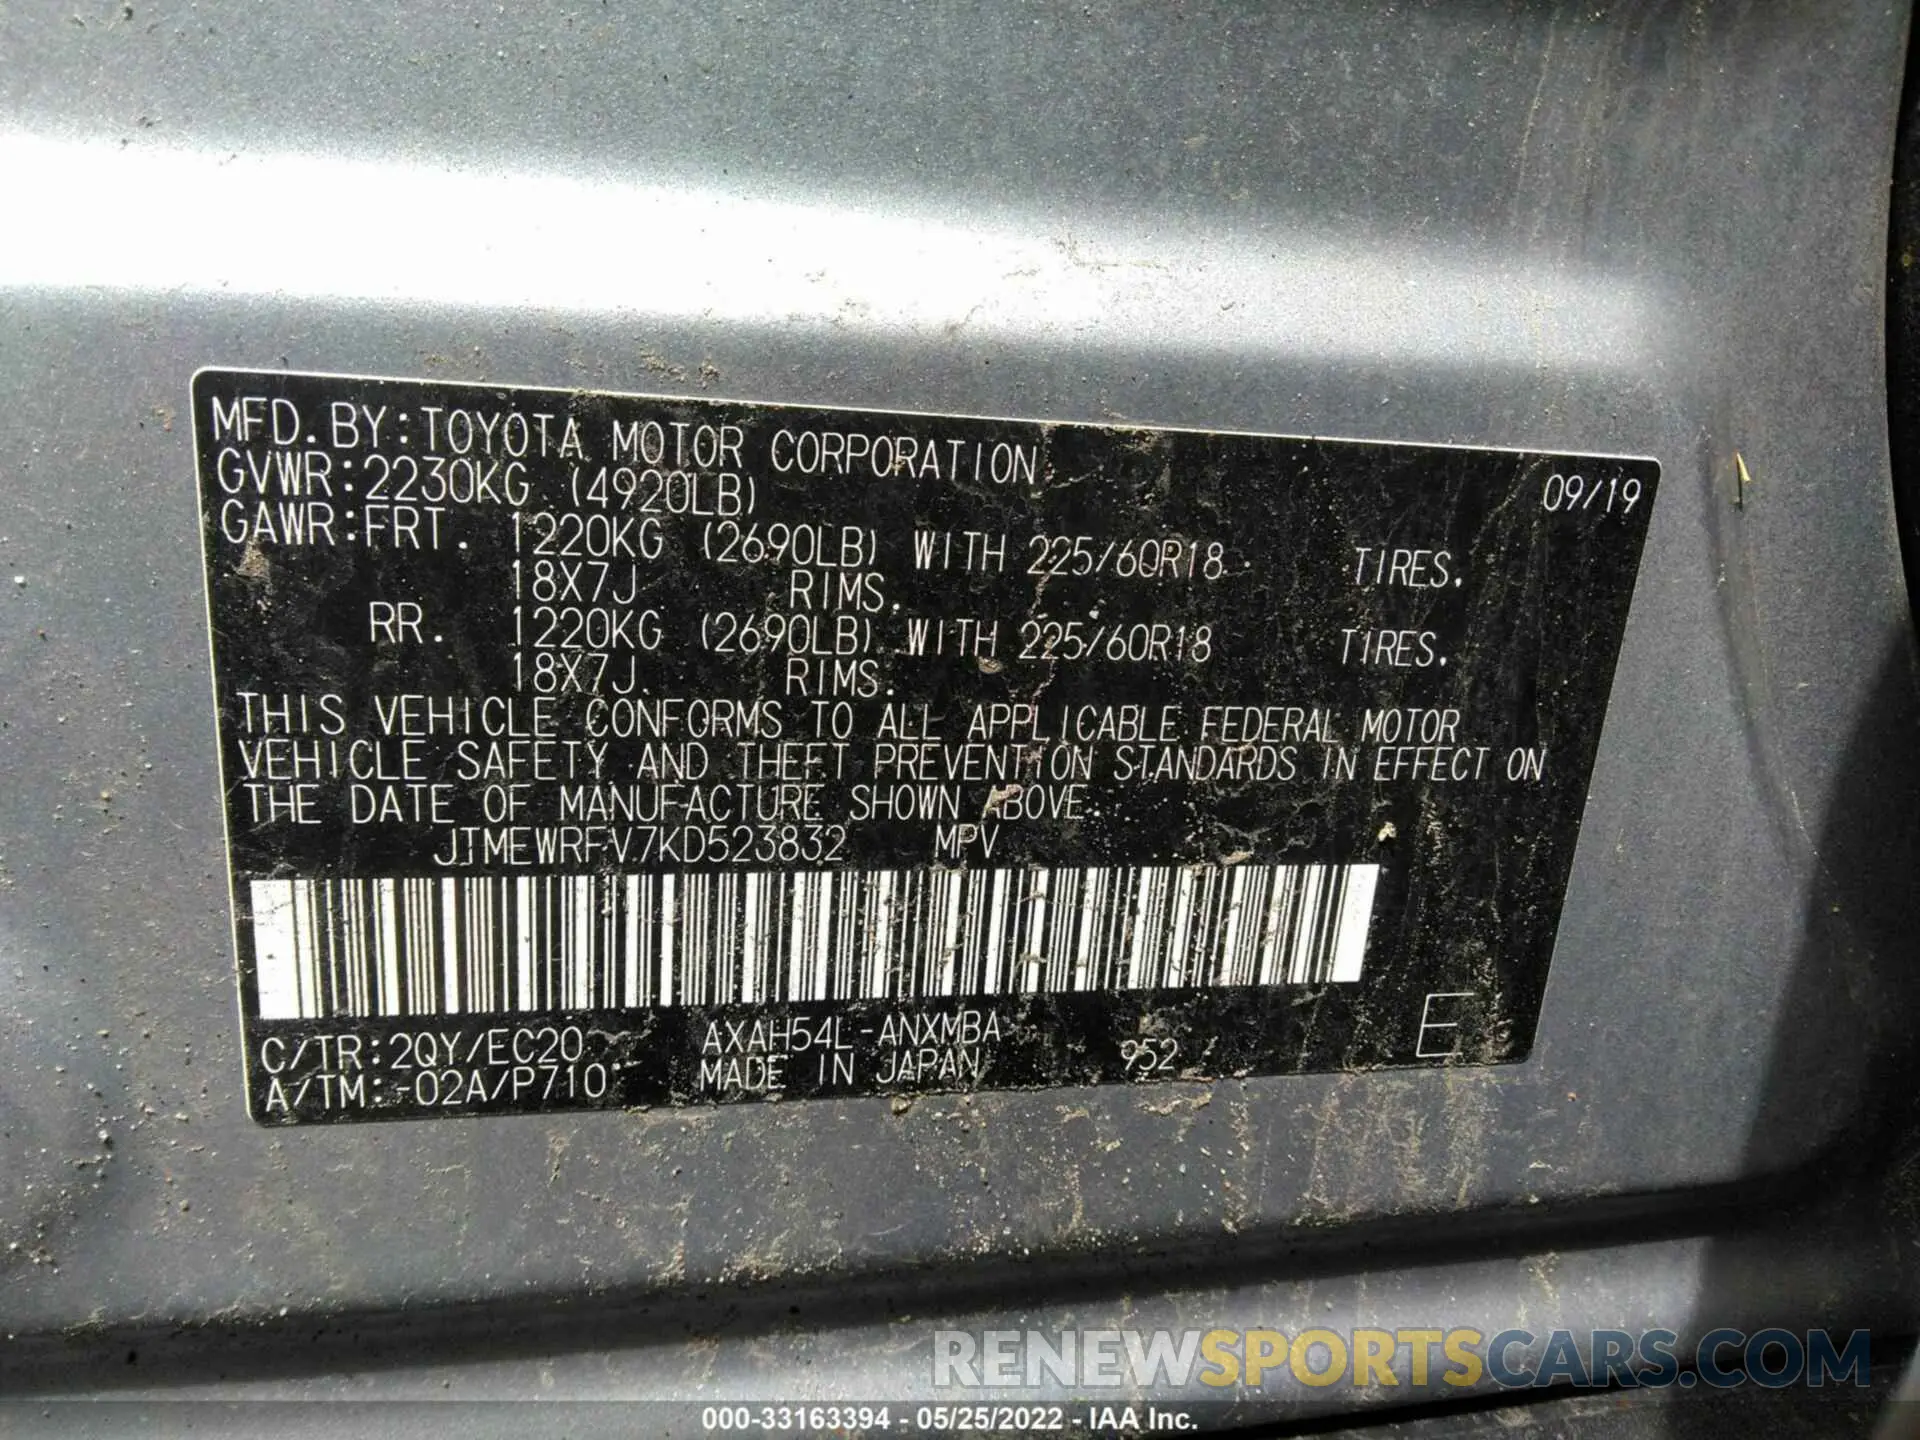 MFD. BY: TOYOTA MOTOR CORPORATION 09/19
GVWR: 2230KG (4920LB)
GAWR: FRT. 1220KG (2690LB) WITH 225/60R18 TIRES,
18X7J RIMS.
RR. 1220KG (2690LB) WITH 225/60R18 TIRES,
18X7J RIMS.
THIS VEHICLE CONFORMS TO ALL APPLICABLE FEDERAL MOTOR
VEHICLE SAFETY AND THEFT PREVENTION STANDARDS IN EFFECT ON
THE DATE OF MANUFACTURE SHOWN ABOVE.
JTMEWRFV7KD523832 MPV
C/TR: 2QY/EC20 AXAH54L-ANXMBA
A/TM: -02A/P710 MADE IN JAPAN 952 E
RENEWSPORTSCARS.COM
000-33163394 - 05/25/2022 - IAA Inc.